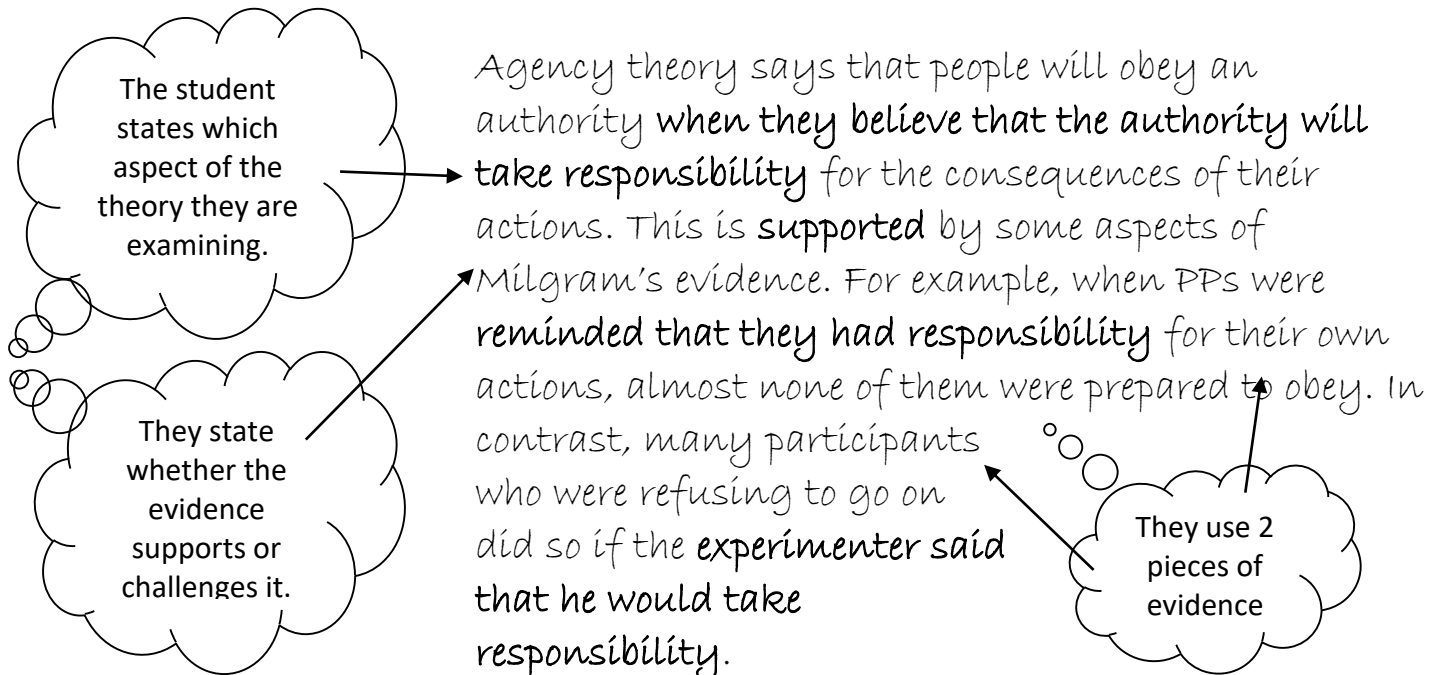 The student
states which
aspect of the
theory they are
examining.
They state
whether the
evidence
supports or
challenges it.
Agency theory says that people will obey an
authority when they believe that the authority will
take responsibility for the consequences of their
actions. This is supported by some aspects of
Milgram's evidence. For example, when PPs were
reminded that they had responsibility for their own
actions, almost none of them were prepared to obey. In
contrast, many participants
who were refusing to go on
did so if the experimenter said
that he would take
responsibility.
They use 2
pieces of
evidence